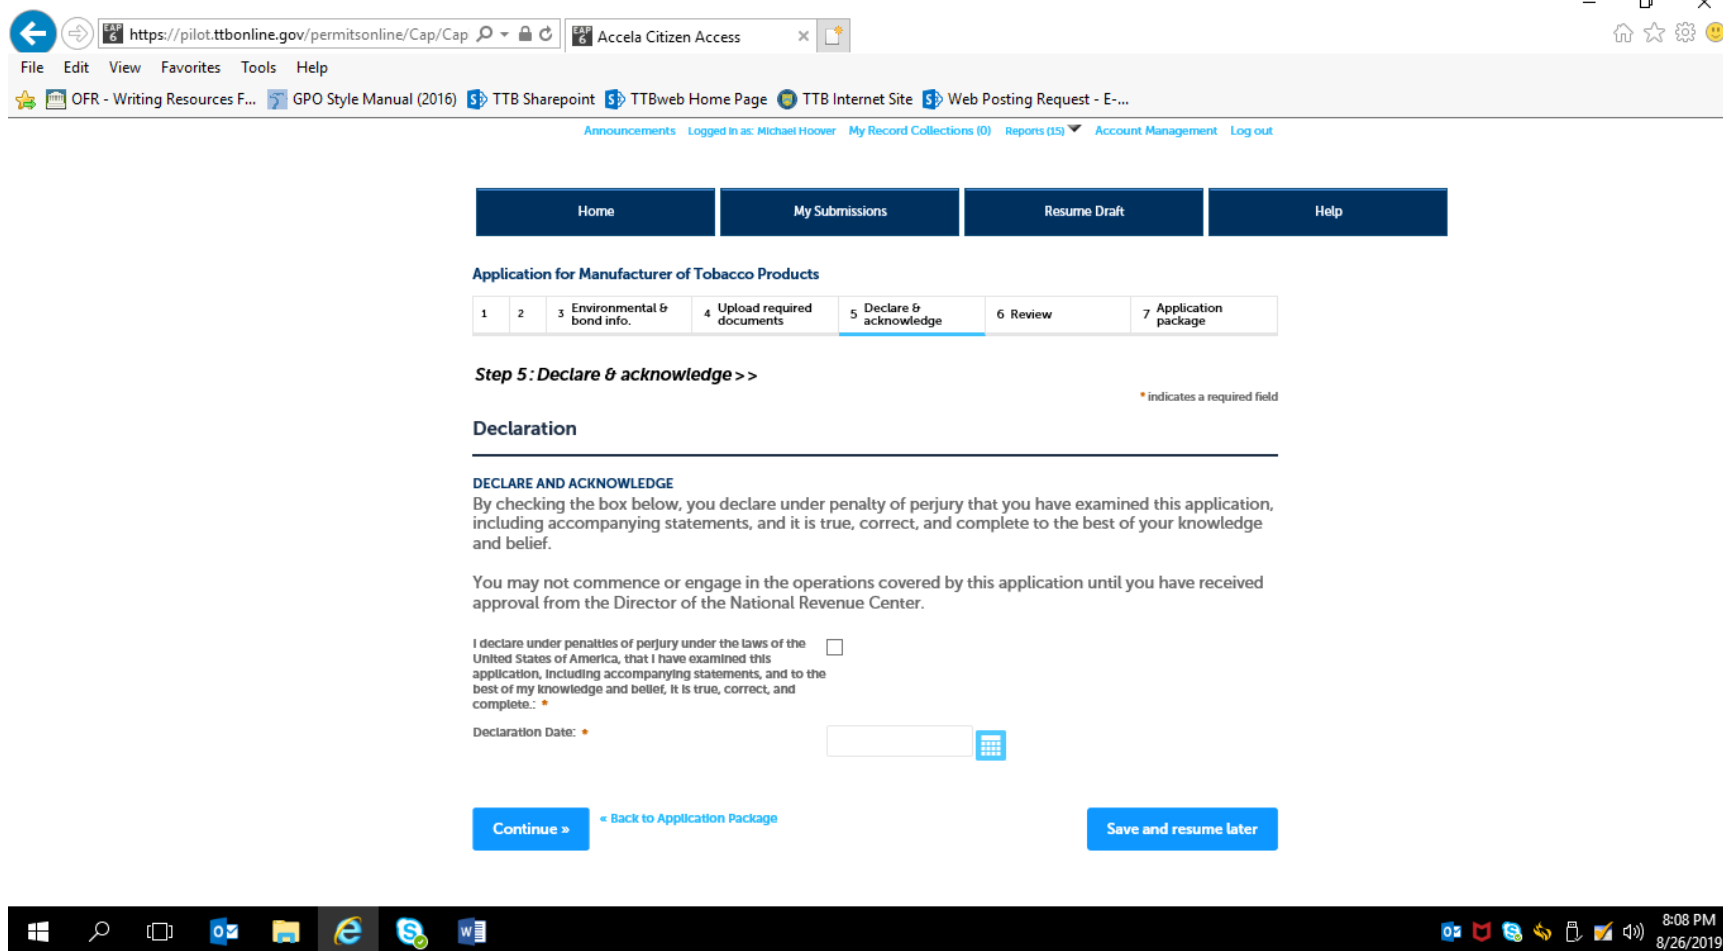 https://pilot.ttbonline.gov/permitsonline/Cap/Cap
EAP 6 Accela Citizen Access
File Edit View Favorites Tools Help
OFR - Writing Resources F... GPO Style Manual (2016) TTB Sharepoint TTBweb Home Page TTB Internet Site Web Posting Request - E-...
Announcements Logged in as: Michael Hoover My Record Collections (0) Reports (15) Account Management Log out
Home My Submissions Resume Draft Help
Application for Manufacturer of Tobacco Products
1 2 3 Environmental & bond info. 4 Upload required documents 5 Declare & acknowledge 6 Review 7 Application package
Step 5: Declare & acknowledge>>
* indicates a required field
Declaration
DECLARE AND ACKNOWLEDGE
By checking the box below, you declare under penalty of perjury that you have examined this application,
including accompanying statements, and it is true, correct, and complete to the best of your knowledge
and belief.
You may not commence or engage in the operations covered by this application until you have received
approval from the Director of the National Revenue Center.
I declare under penalties of perjury under the laws of the
United States of America, that I have examined this
application, including accompanying statements, and to the
best of my knowledge and belief, it is true, correct, and
complete.: *
Declaration Date: *
Continue » « Back to Application Package Save and resume later
8:08 PM
8/26/2019